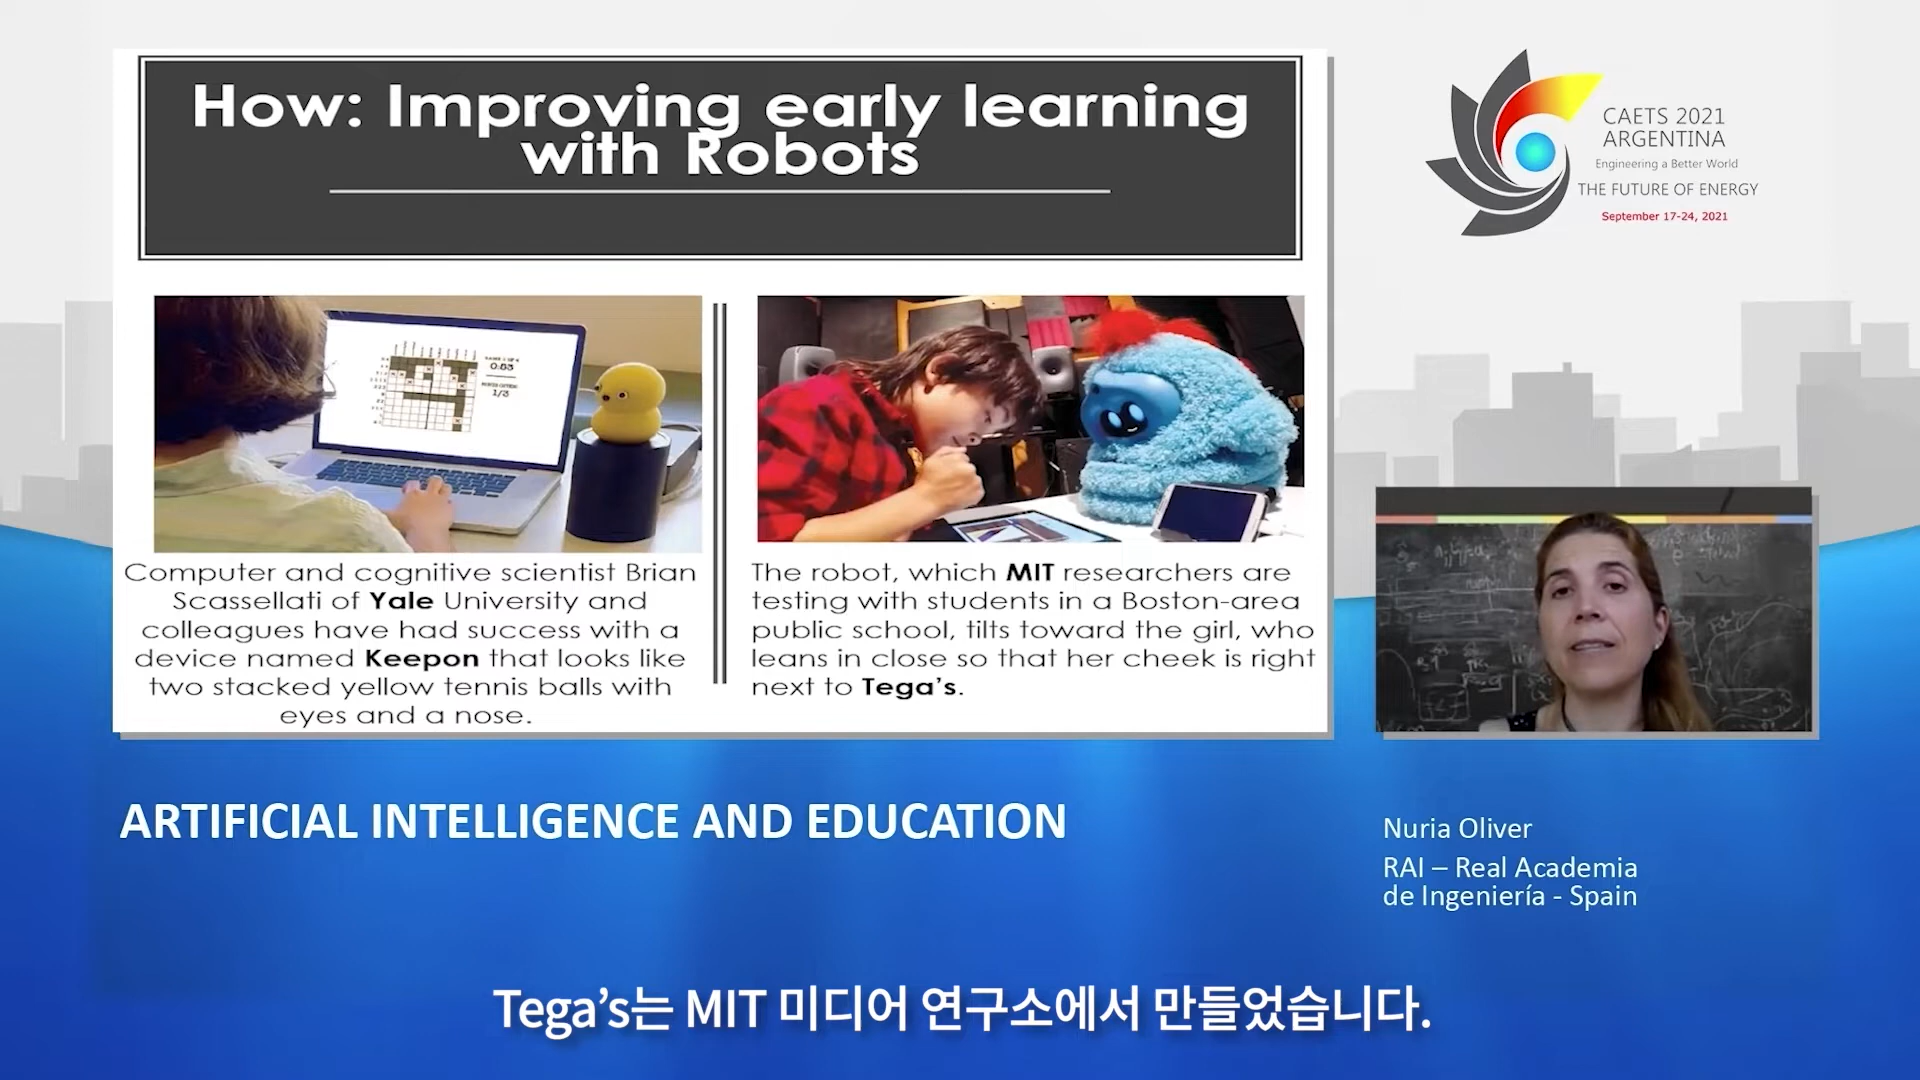 How: Improving early learning
with Robots
Computer and cognitive scientist Brian
Scassellati of Yale University and
colleagues have had success with a
device named Keepon that looks like
two stacked yellow tennis balls with
eyes and a nose.
The robot, which MIT researchers are
testing with students in a Boston-area
public school, tilts toward the girl, who
leans in close so that her cheek is right
next to Tega's.
CAETS 2021
ARGENTINA
Engineering a Better World
THE FUTURE OF ENERGY
September 17-24, 2021
ARTIFICIAL INTELLIGENCE AND EDUCATION
Nuria Oliver
RAI – Real Academia
de Ingeniería - Spain
Tega’s는 MIT 미디어 연구소에서 만들었습니다.